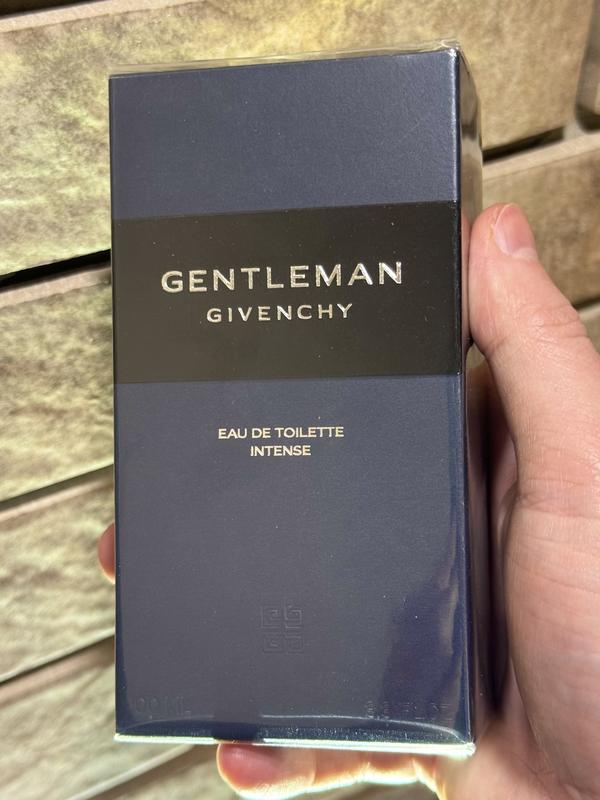 GENTLEMAN
GIVENCHY
EAU DE TOILETTE
INTENSE